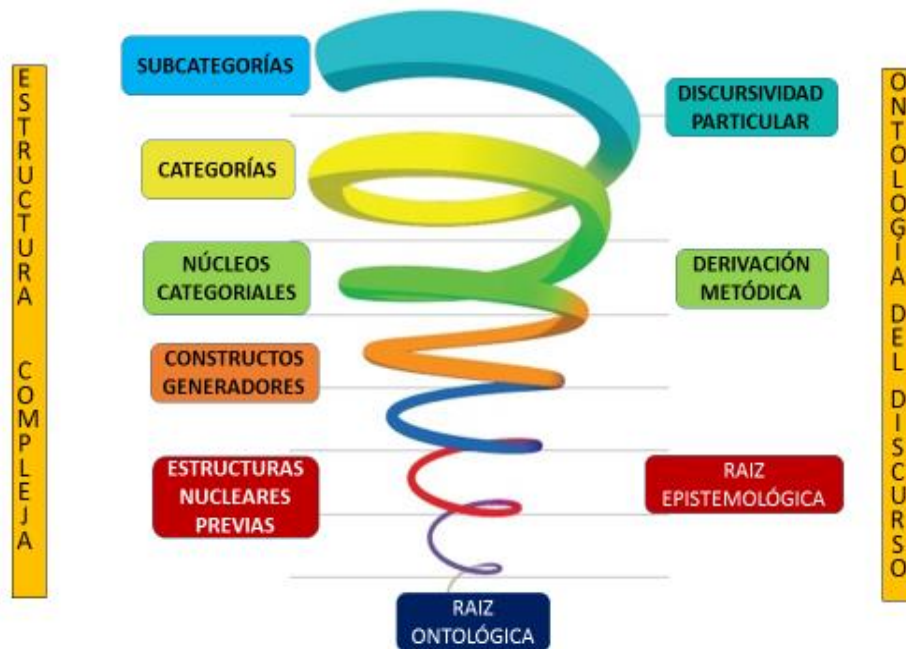 ESTRUCTURA COMPLEJA
SUBCATEGORÍAS
CATEGORÍAS
NÚCLEOS
CATEGORIALES
CONSTRUCTOS
GENERADORES
ESTRUCTURAS
NUCLEARES
PREVIAS
RAIZ
ONTOLÓGICA
DISCURSIVIDAD
PARTICULAR
DERIVACIÓN
METÓDICA
RAIZ
EPISTEMOLÓGICA
ONTOLOGÍA DEL DISCURSO